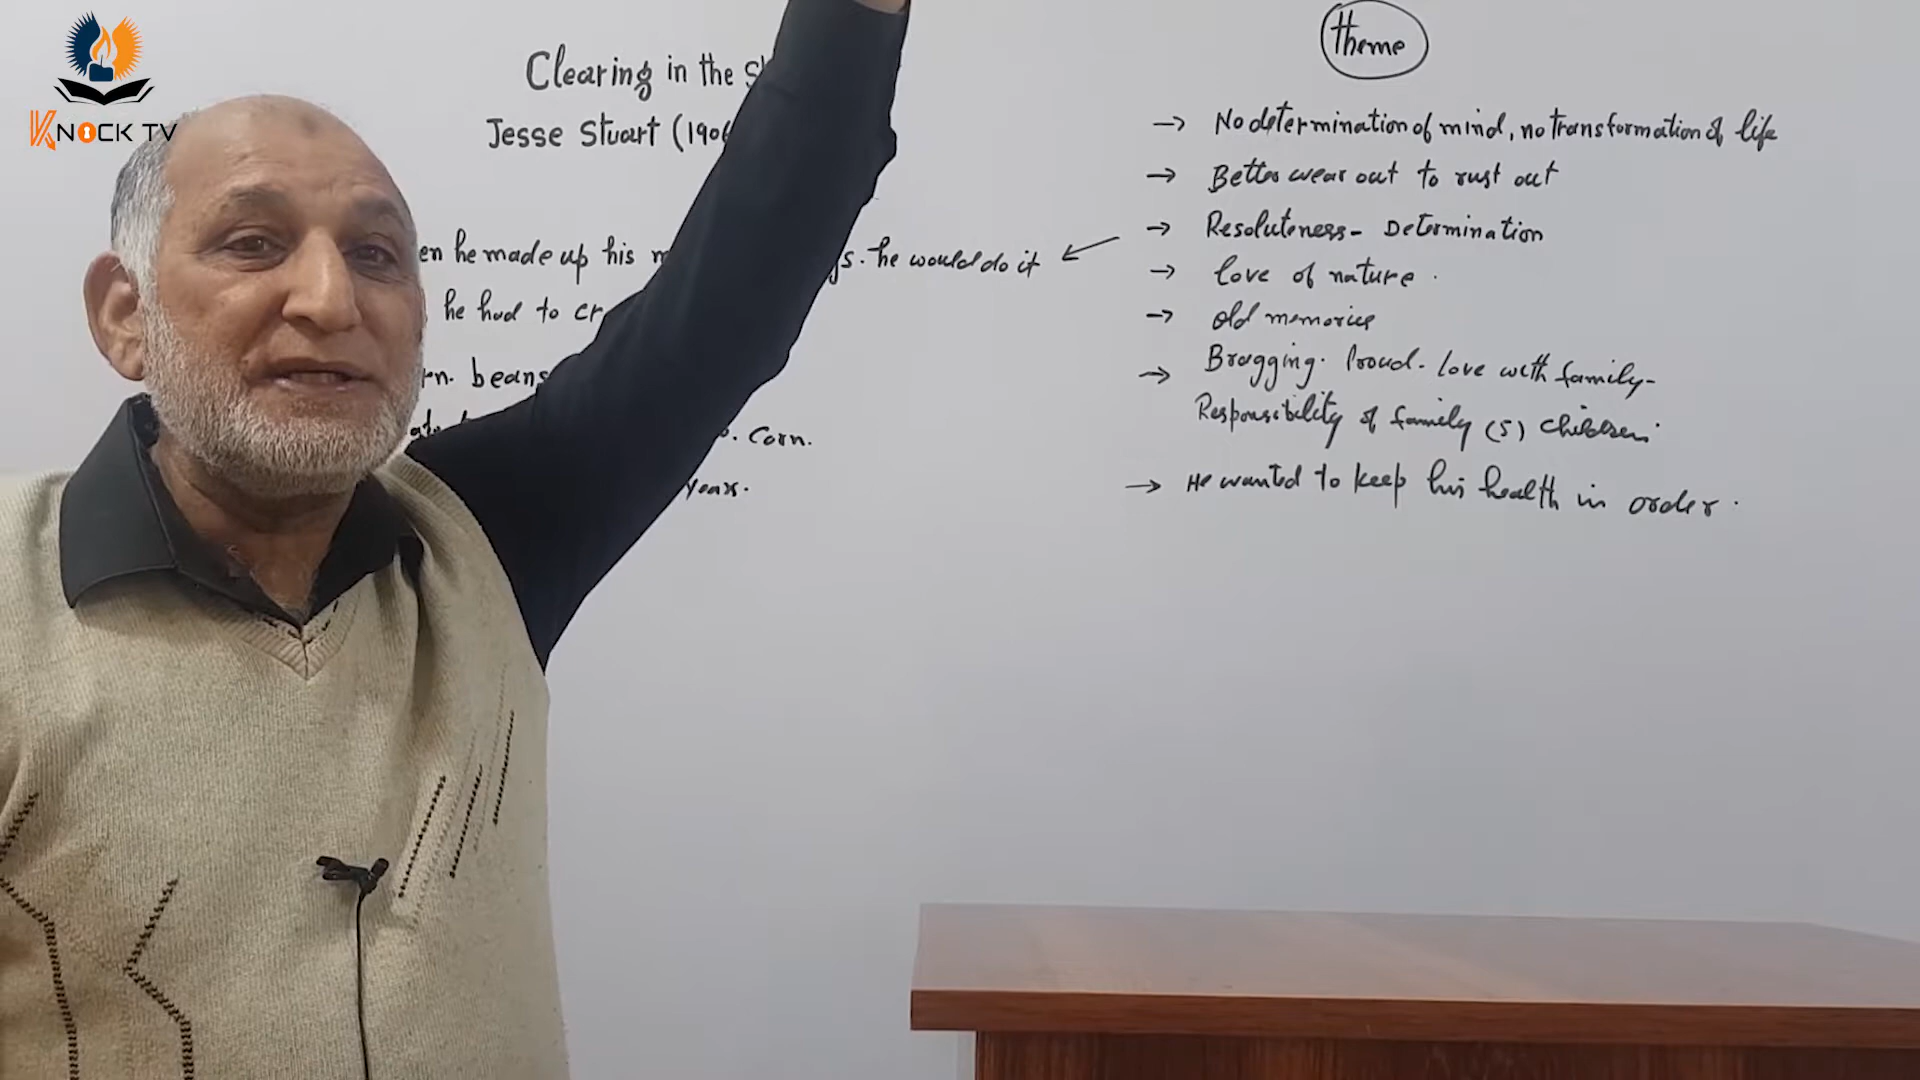 KNOCK TV
Clearing in the
Jesse Stuart (190
en he made up his
s. he would do it
he had to cr
rn. beans
Corn.
years.
Theme
→ No determination of mind, no transformation of life
→ Better wear out to rust out
→ Resoluteness - Determination
→ love of nature.
→ old memories
→ Bragging. Proud. Love with family-
Responsibility of family (5) children.
→ He wanted to keep his health in order.